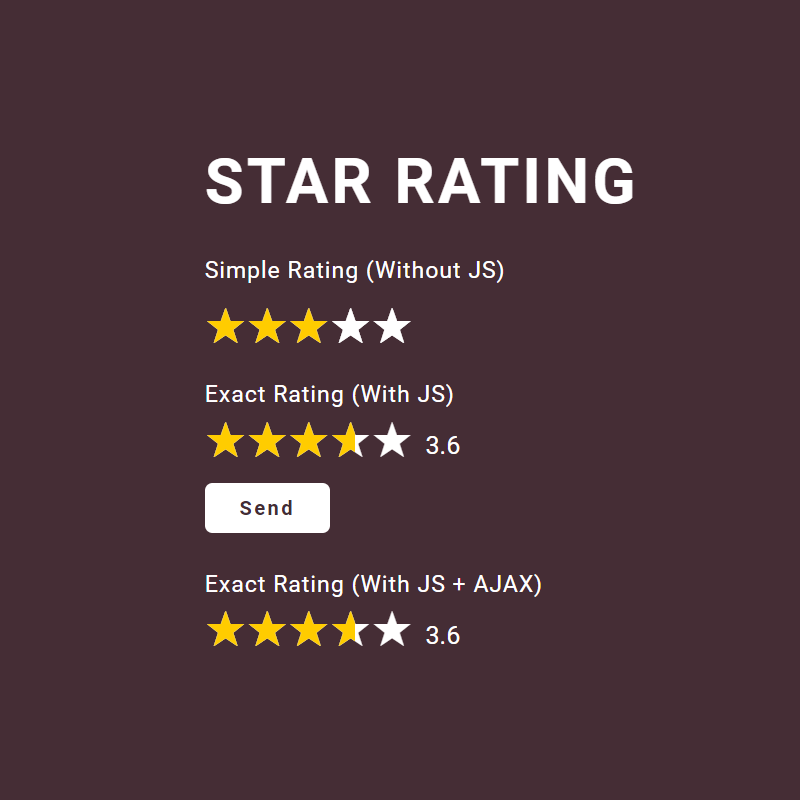 STAR RATING
Simple Rating (Without JS)
Exact Rating (With JS)
3.6
Send
Exact Rating (With JS + AJAX)
3.6